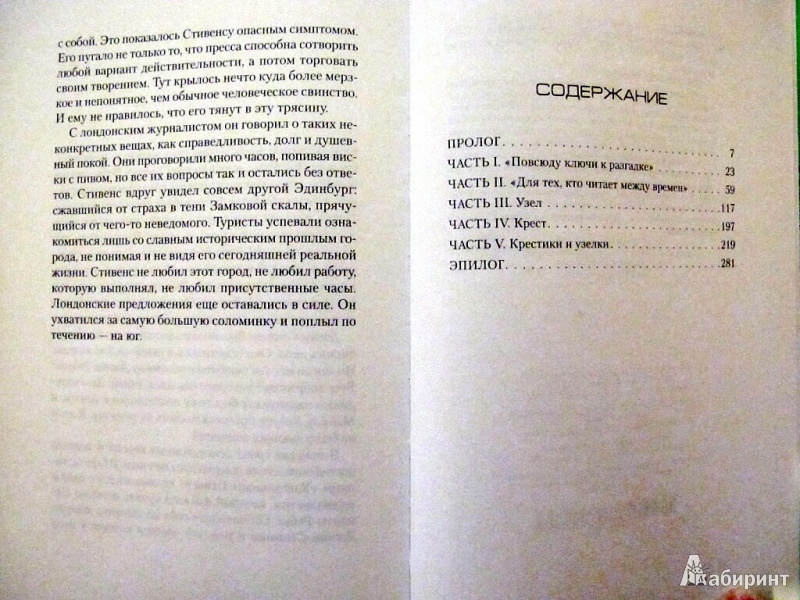 с собой. Это показалось Стивенсу опасным симптомом.
Его пугало не только то, что пресса способна сотворить
любой вариант действительности, а потом торговать
своим творением. Тут крылось нечто куда более мерз-
кое и непонятное, чем обычное человеческое свинство.
И ему не нравилось, что его тянут в эту трясину.
С лондонским журналистом он говорил о таких не-
конкретных вещах, как справедливость, долг и душев-
ный покой. Они проговорили много часов, попивая вис-
ки с пивом, но все их вопросы так и остались без отве-
тов. Стивенс вдруг увидел совсем другой Эдинбург:
сжавшийся от страха в тени Замковой скалы, прячу-
щийся от чего-то неведомого. Туристы успевали озна-
комиться лишь со славным историческим прошлым го-
рода, не понимая и не видя его сегодняшней реальной
жизни. Стивенс не любил этот город, не любил работу,
которую выполнял, не любил присутственные часы.
Лондонские предложения еще оставались в силе. Он
ухватился за самую большую соломинку и поплыл по
течению — на юг.
СОДЕРЖАНИЕ
ПРОЛОГ. . . . . . . . . . . . . . . . . . . . . . . . 7
ЧАСТЬ I. «Повсюду ключи к разгадке» . . . . . . . . . . 23
ЧАСТЬ II. «Для тех, кто читает между времен» . . . . . 59
ЧАСТЬ III. Узел . . . . . . . . . . . . . . . . . . . . 117
ЧАСТЬ IV. Крест. . . . . . . . . . . . . . . . . . . . 197
ЧАСТЬ V. Крестики и узелки. . . . . . . . . . . . . . . 219
ЭПИЛОГ. . . . . . . . . . . . . . . . . . . . . . . . 281
Лабиринт